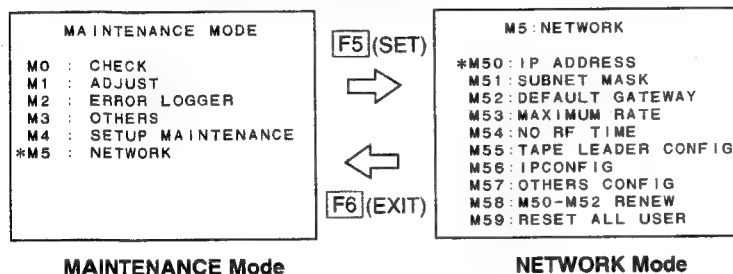 MAINTENANCE MODE
M0 : CHECK
M1 : ADJUST
M2 : ERROR LOGGER
M3 : OTHERS
M4 : SETUP MAINTENANCE
*M5 : NETWORK
MAINTENANCE Mode
F5 (SET)
F6 (EXIT)
M5:NETWORK
*M50:IP ADDRESS
M51:SUBNET MASK
M52:DEFAULT GATEWAY
M53:MAXIMUM RATE
M54:NO RF TIME
M55:TAPE LEADER CONFIG
M56:IPCONFIG
M57:OTHERS CONFIG
M58:M50-M52 RENEW
M59:RESET ALL USER
NETWORK Mode